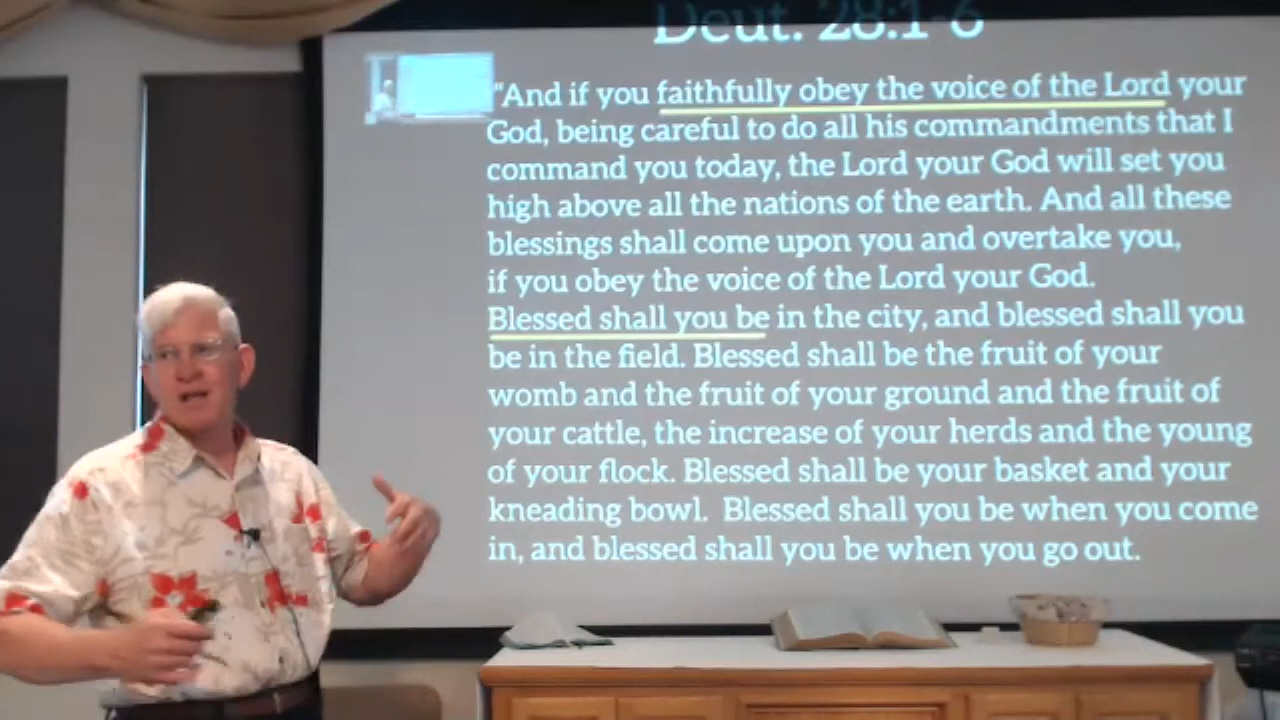 Deut. 28:1-6
"And if you faithfully obey the voice of the Lord your
God, being careful to do all his commandments that I
command you today, the Lord your God will set you
high above all the nations of the earth. And all these
blessings shall come upon you and overtake you,
if you obey the voice of the Lord your God.
Blessed shall you be in the city, and blessed shall you
be in the field. Blessed shall be the fruit of your
womb and the fruit of your ground and the fruit of
your cattle, the increase of your herds and the young
of your flock. Blessed shall be your basket and your
kneading bowl. Blessed shall you be when you come
in, and blessed shall you be when you go out.